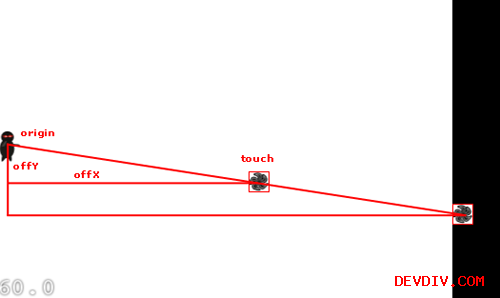 origin
offY
touch
offX
60.0
DEVDIV.COM